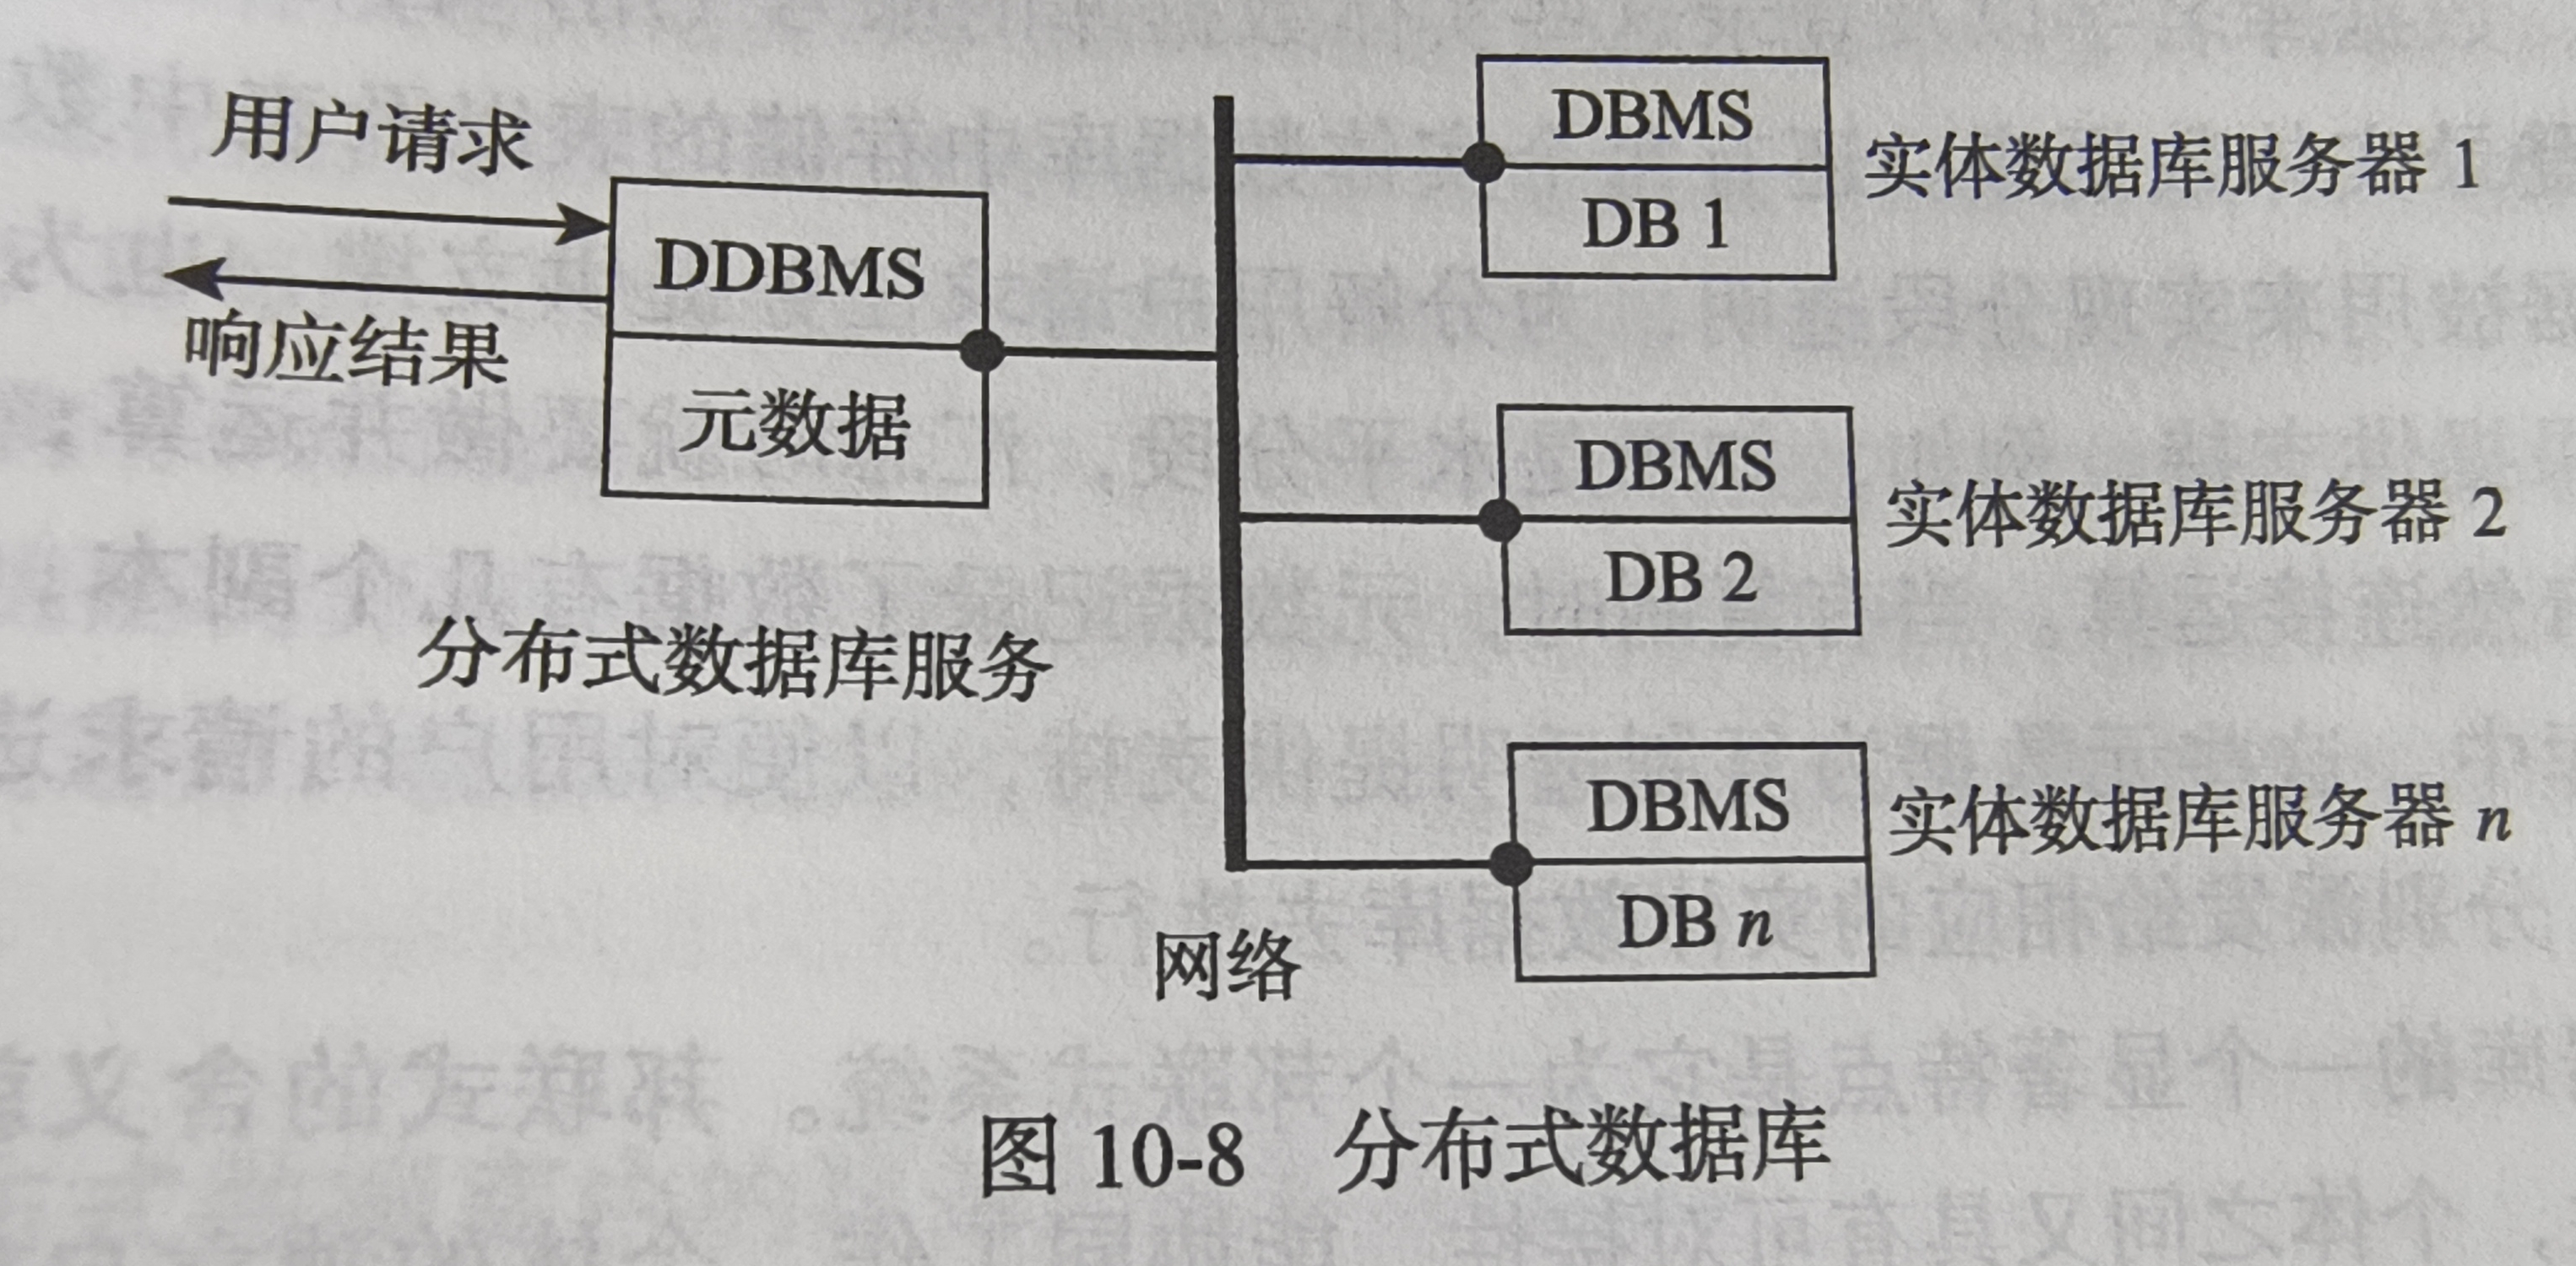 用户请求
响应结果
DDBMS
元数据
分布式数据库服务
网络
DBMS
DB 1
实体数据库服务器 1
DBMS
DB 2
实体数据库服务器 2
DBMS
DB n
实体数据库服务器 n
图 10-8 分布式数据库